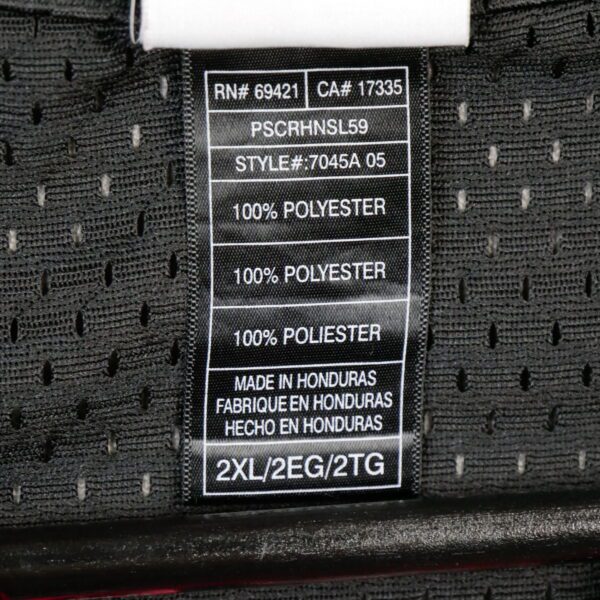 RN# 69421 CA# 17335
PSCRHNSL59
STYLE#:7045A 05
100% POLYESTER
100% POLYESTER
100% POLIESTER
MADE IN HONDURAS
FABRIQUE EN HONDURAS
HECHO EN HONDURAS
2XL/2EG/2TG